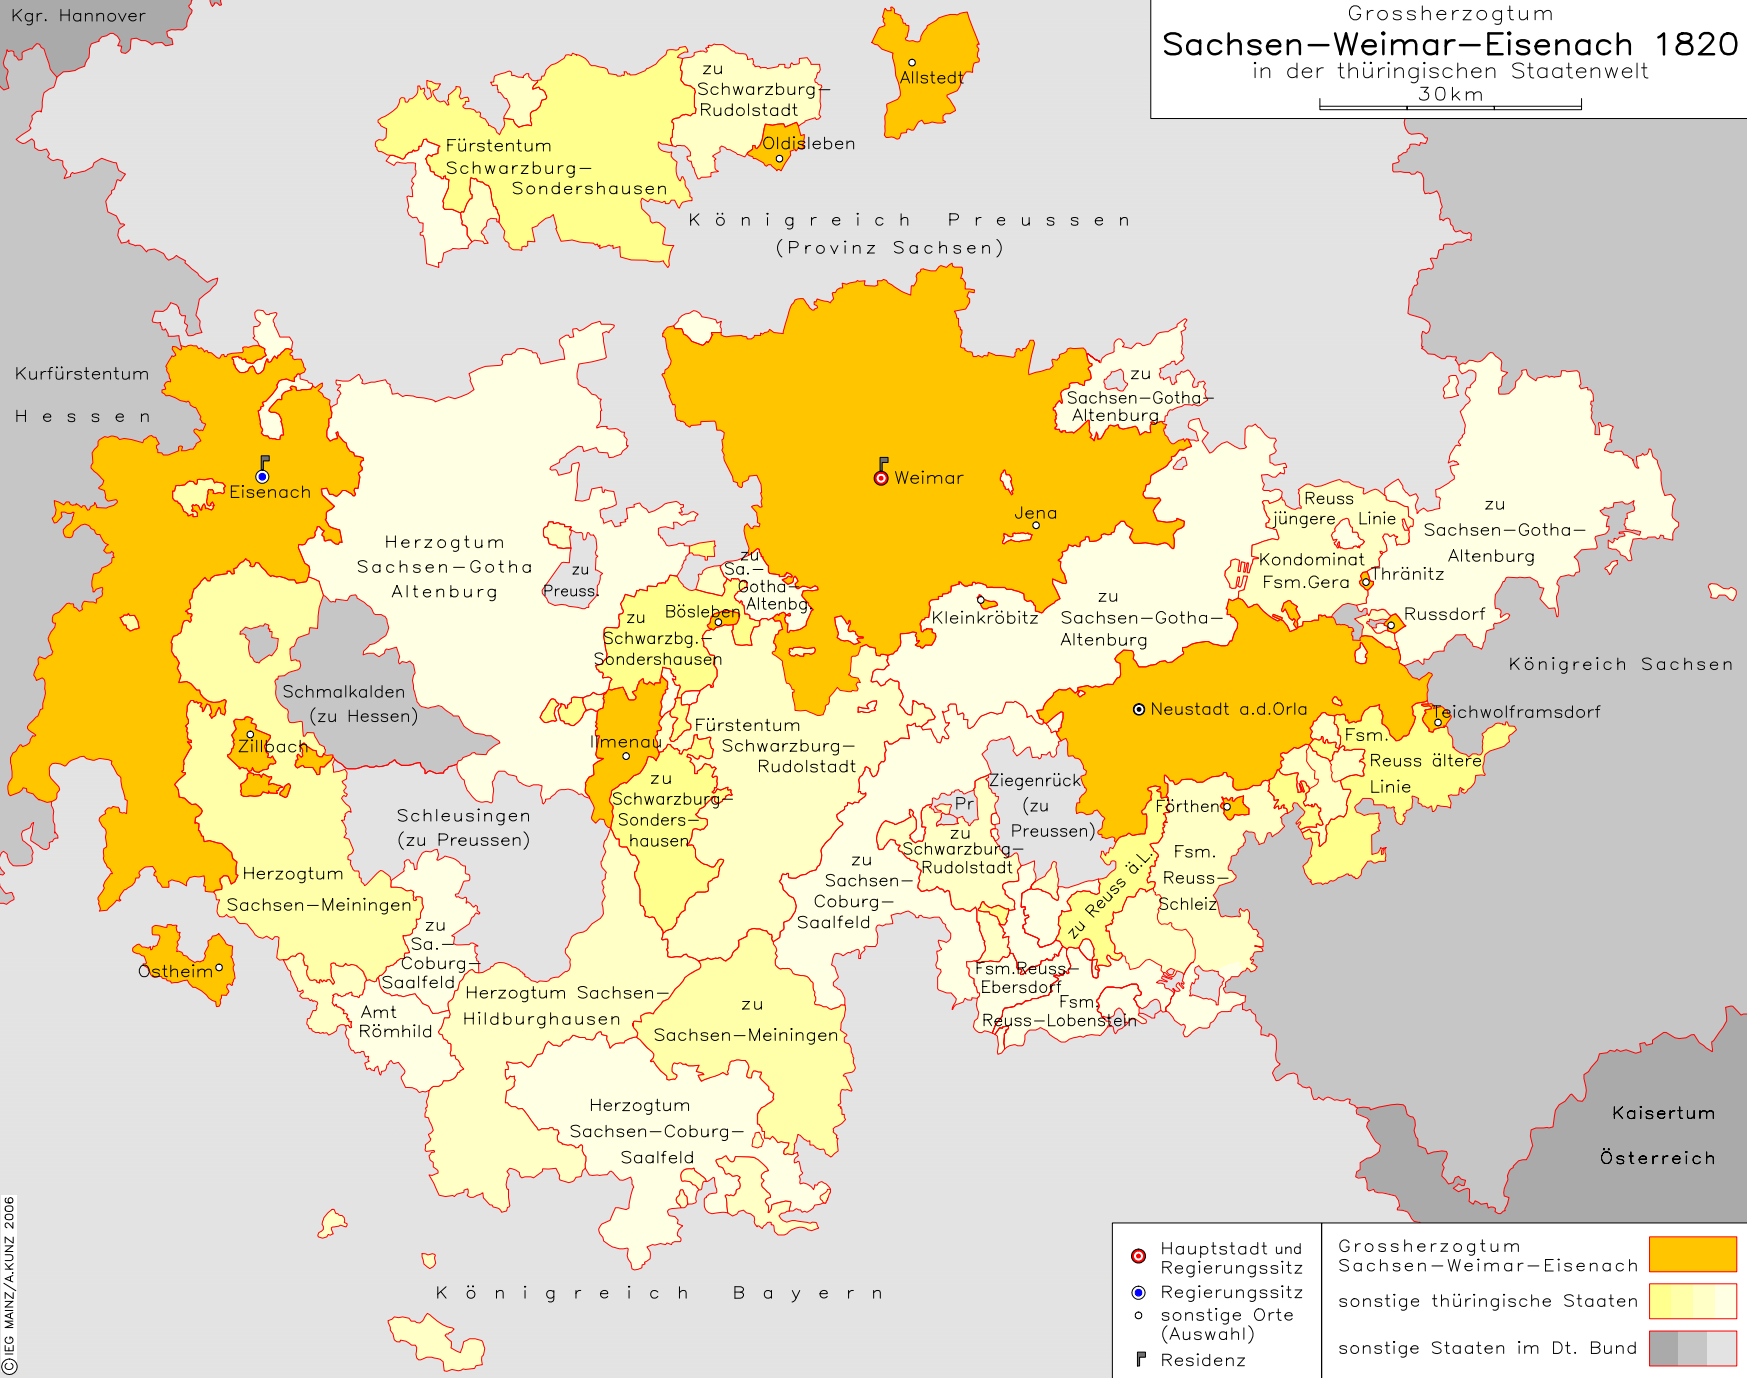 Kgr. Hannover
Grossherzogtum
Sachsen–Weimar–Eisenach 1820
in der thüringischen Staatenwelt
30km
zu
Schwarzburg–
Rudolstadt
Allstedt
Oldisleben
Fürstentum
Schwarzburg–
Sondershausen
Königreich Preussen
(Provinz Sachsen)
Kurfürstentum
Hessen
zu
Sachsen–Gotha–
Altenburg
Eisenach
Weimar
Jena
Reuss
jüngere Linie
Kondominat
Fsm.Gera
Thränitz
zu
Sachsen–Gotha–
Altenburg
Russdorf
Königreich Sachsen
Herzogtum
Sachsen–Gotha
Altenburg
zu
Preuss.
zu
Sa.–
Gotha–
Altenbg.
Bösleben
zu
Schwarzbg.–
Sondershausen
Kleinkröbitz
zu
Sachsen–Gotha–
Altenburg
Schmalkalden
(zu Hessen)
Zillbach
Ilmenau
Fürstentum
Schwarzburg–
Rudolstadt
Neustadt a.d.Orla
Teichwolframsdorf
Fsm.
Reuss ältere
Linie
zu
Schwarzburg–
Sonders–
hausen
Schleusingen
(zu Preussen)
Ziegenrück
(zu
Preussen)
Pr
zu
Schwarzburg–
Rudolstadt
Förthen
Fsm.
Reuss–
Schleiz
zu Reuss ä.L.
zu
Sachsen–
Coburg–
Saalfeld
Herzogtum
Sachsen–Meiningen
zu
Sa.–
Coburg–
Saalfeld
Ostheim
Amt
Römhild
Herzogtum Sachsen–
Hildburghausen
zu
Sachsen–Meiningen
Fsm.Reuss–
Ebersdorf
Fsm.
Reuss–Lobenstein
Herzogtum
Sachsen–Coburg–
Saalfeld
Kaisertum
Österreich
Königreich Bayern
Hauptstadt und
Regierungssitz
Regierungssitz
sonstige Orte
(Auswahl)
Residenz
Grossherzogtum
Sachsen–Weimar–Eisenach
sonstige thüringische Staaten
sonstige Staaten im Dt. Bund
©IEG MAINZ/A.KUNZ 2006